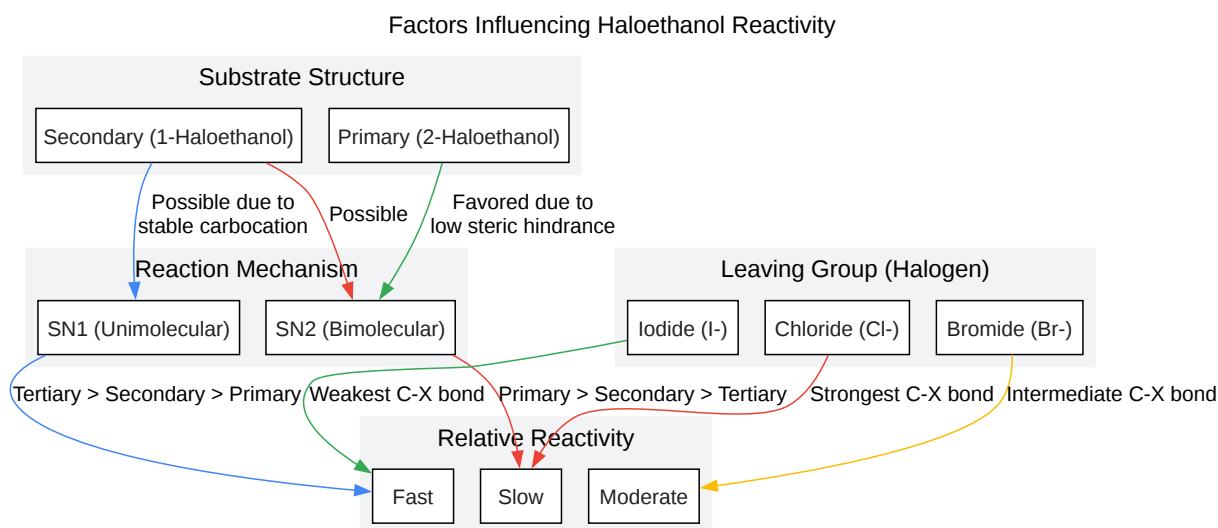 Factors Influencing Haloethanol Reactivity
Substrate Structure
Secondary (1-Haloethanol)
Primary (2-Haloethanol)
Possible due to
stable carbocation
Possible
Favored due to
low steric hindrance
Reaction Mechanism
Leaving Group (Halogen)
SN1 (Unimolecular)
SN2 (Bimolecular)
Iodide (I-)
Chloride (Cl-)
Bromide (Br-)
Tertiary > Secondary > Primary
Weakest C-X bond
Primary > Secondary > Tertiary
Strongest C-X bond
Intermediate C-X bond
Relative Reactivity
Fast
Slow
Moderate